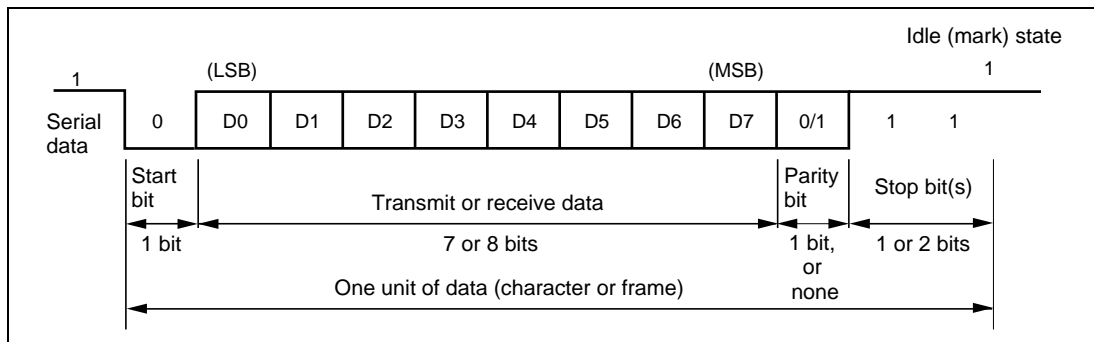 Idle (mark) state
1 (LSB) (MSB) 1
Serial data 0 D0 D1 D2 D3 D4 D5 D6 D7 0/1 1 1
Start bit
Transmit or receive data
Parity bit
Stop bit(s)
1 bit
7 or 8 bits
1 bit, or none
1 or 2 bits
One unit of data (character or frame)